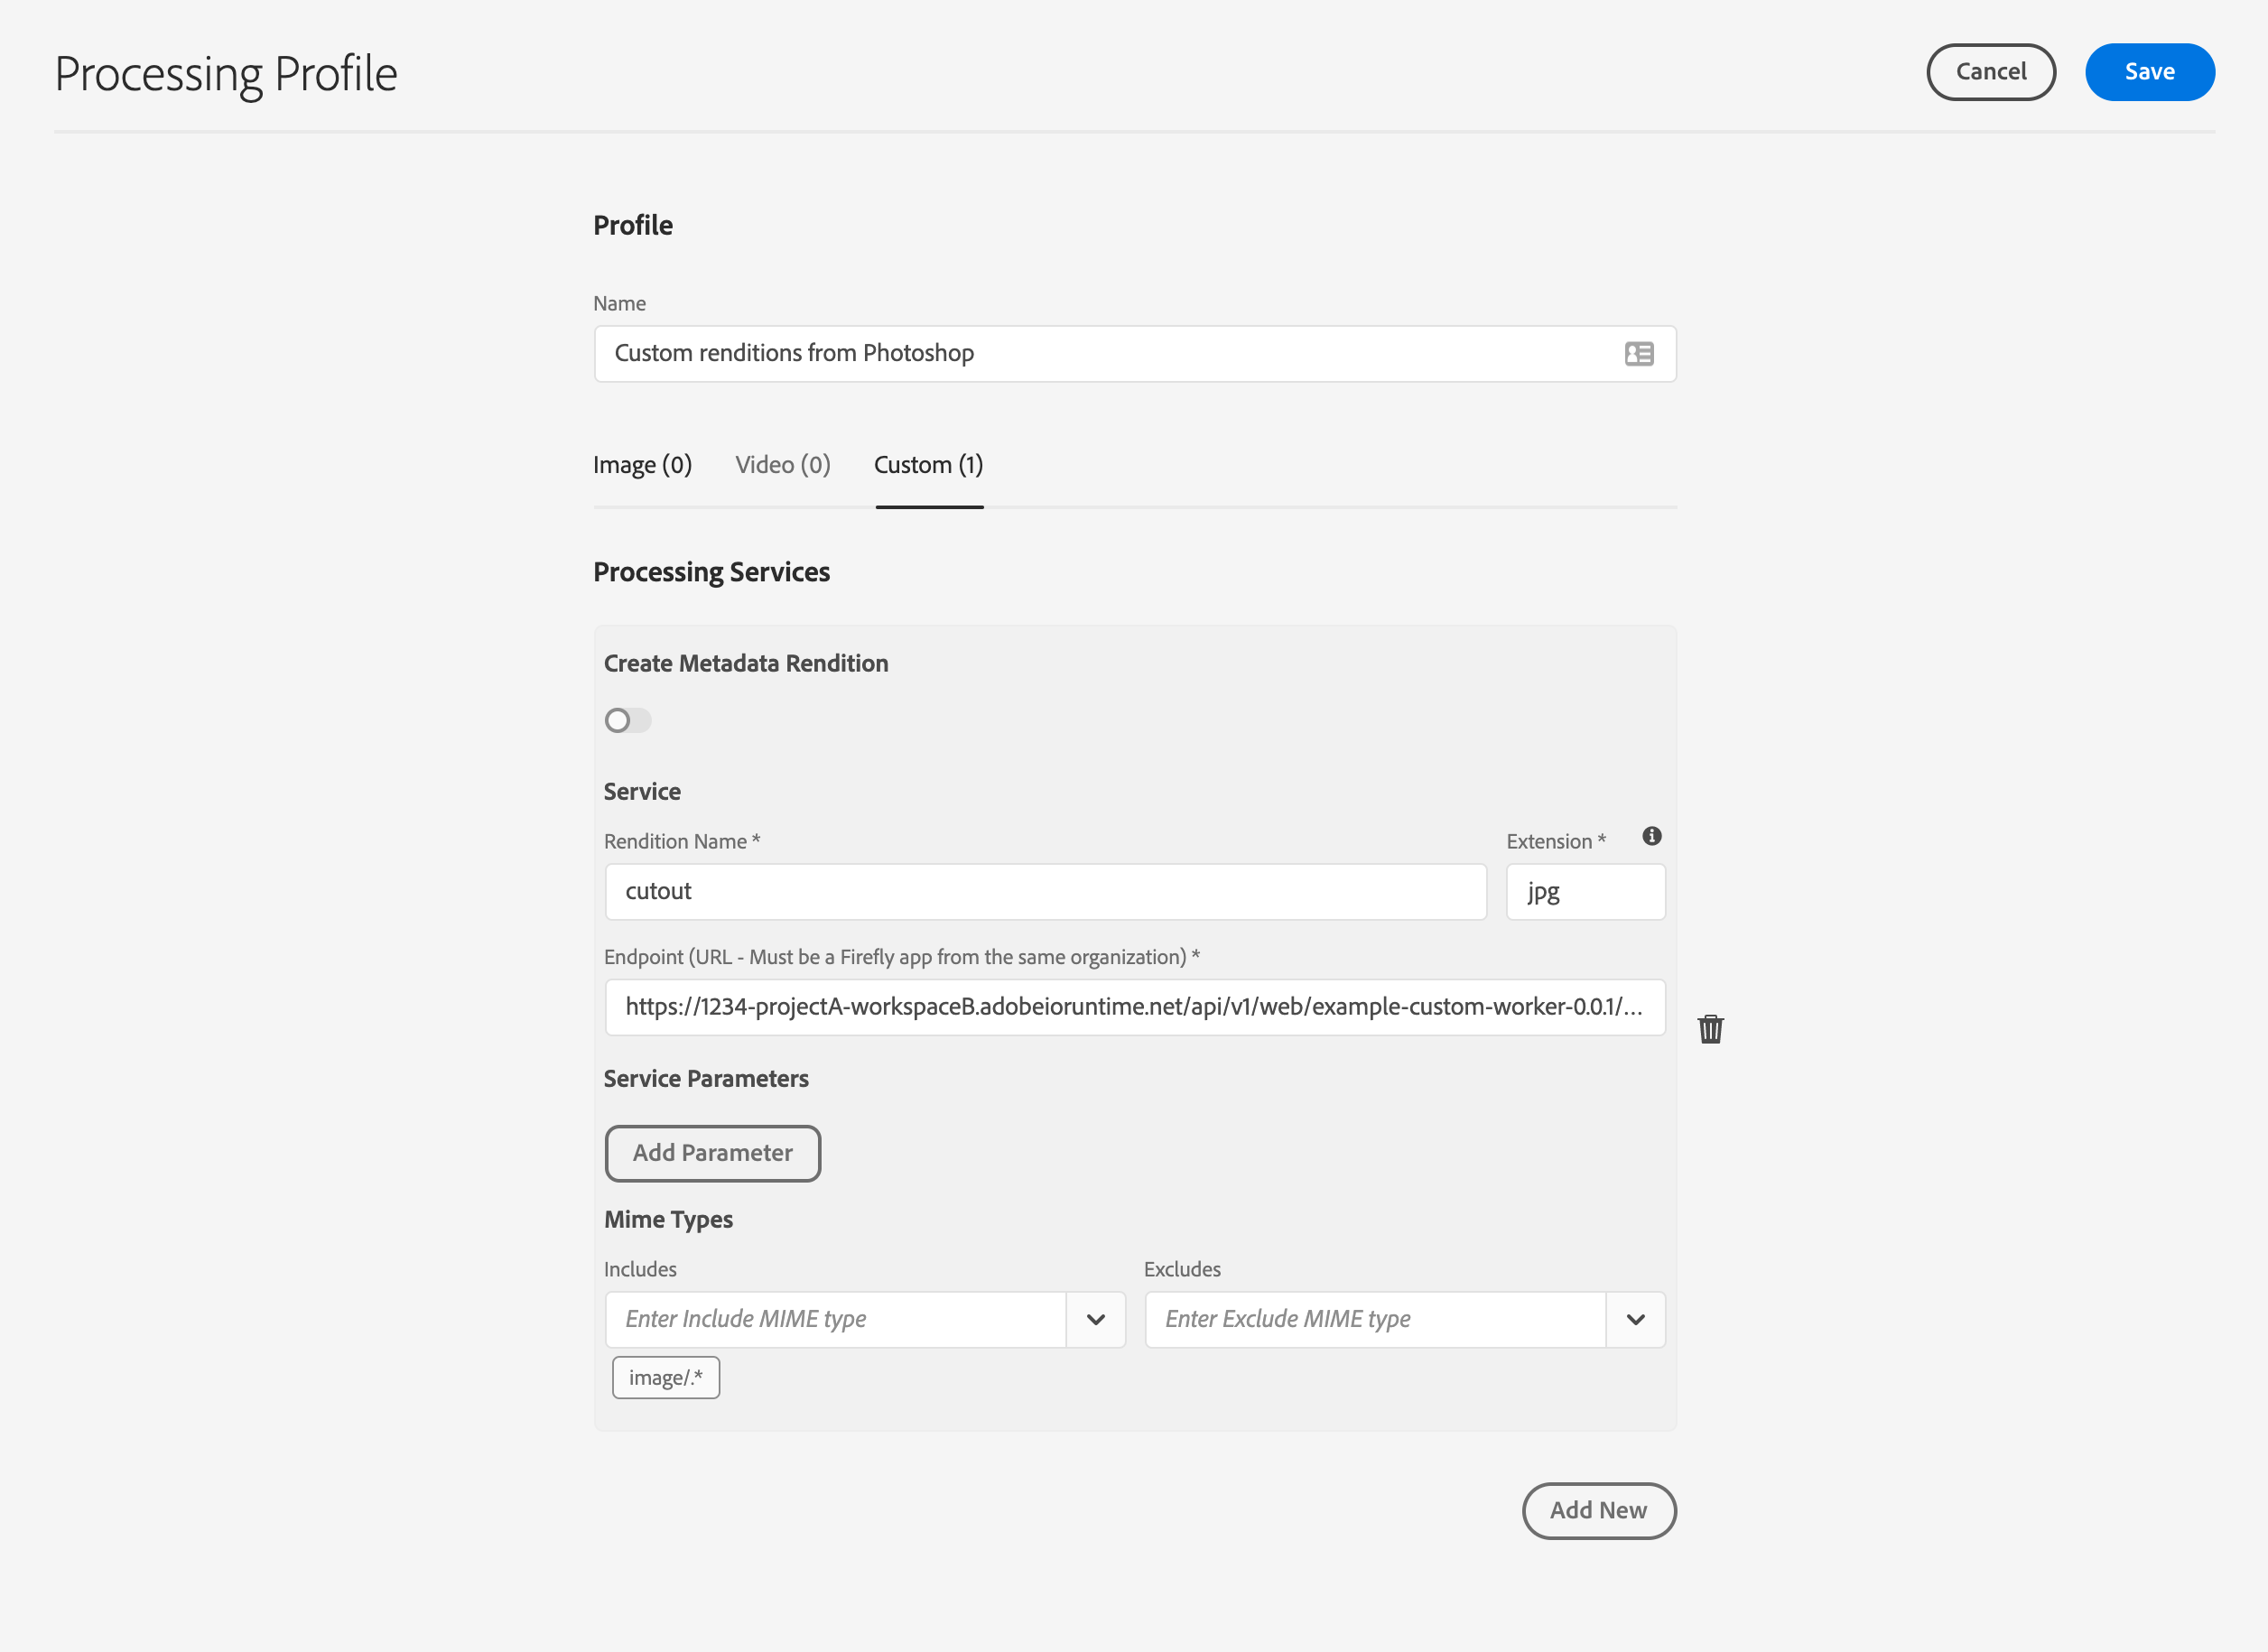 Processing Profile
Cancel
Save
Profile
Name
Custom renditions from Photoshop
Image (0)
Video (0)
Custom (1)
Processing Services
Create Metadata Rendition
Service
Rendition Name *
Extension *
cutout
jpg
Endpoint (URL - Must be a Firefly app from the same organization) *
https://1234-projectA-workspaceB.adobeioruntime.net/api/v1/web/example-custom-worker-0.0.1/...
Service Parameters
Add Parameter
Mime Types
Includes
Excludes
Enter Include MIME type
Enter Exclude MIME type
image/.*
Add New